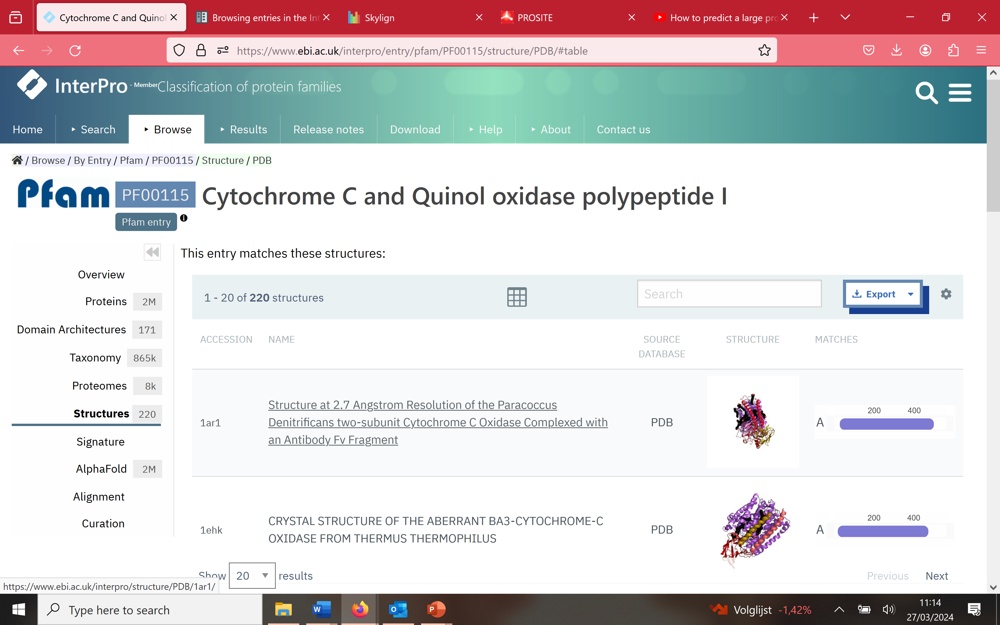 Cytochrome C and Quinol
Browsing entries in the Int
Skylign
PROSITE
How to predict a large pro
https://www.ebi.ac.uk/interpro/entry/pfam/PF00115/structure/PDB/#table
InterPro - Member Classification of protein families
Home Search Browse Results Release notes Download Help About Contact us
/ Browse / By Entry / Pfam / PF00115 / Structure / PDB
Pfam PF00115 Cytochrome C and Quinol oxidase polypeptide I
Pfam entry
This entry matches these structures:
Overview
Proteins 2M
Domain Architectures 171
Taxonomy 865k
Proteomes 8k
Structures 220
Signature
AlphaFold 2M
Alignment
Curation
1 - 20 of 220 structures
Search
Export
ACCESSION NAME SOURCE DATABASE STRUCTURE MATCHES
1ar1
Structure at 2.7 Angstrom Resolution of the Paracoccus
Denitrificans two-subunit Cytochrome C Oxidase Complexed with
an Antibody Fv Fragment
PDB
200 400
A
1ehk
CRYSTAL STRUCTURE OF THE ABERRANT BA3-CYTOCHROME-C
OXIDASE FROM THERMUS THERMOPHILUS
PDB
200 400
A
Show 20 results
Previous Next
https://www.ebi.ac.uk/interpro/structure/PDB/1ar1/
Type here to search
Volglijst -1,42%
11:14
27/03/2024